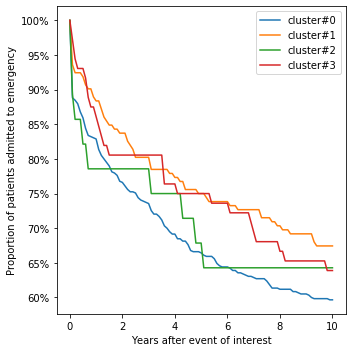 cluster#0
cluster#1
cluster#2
cluster#3
100%
95%
90%
85%
80%
75%
70%
65%
60%
Proportion of patients admitted to emergency
0 2 4 6 8 10
Years after event of interest